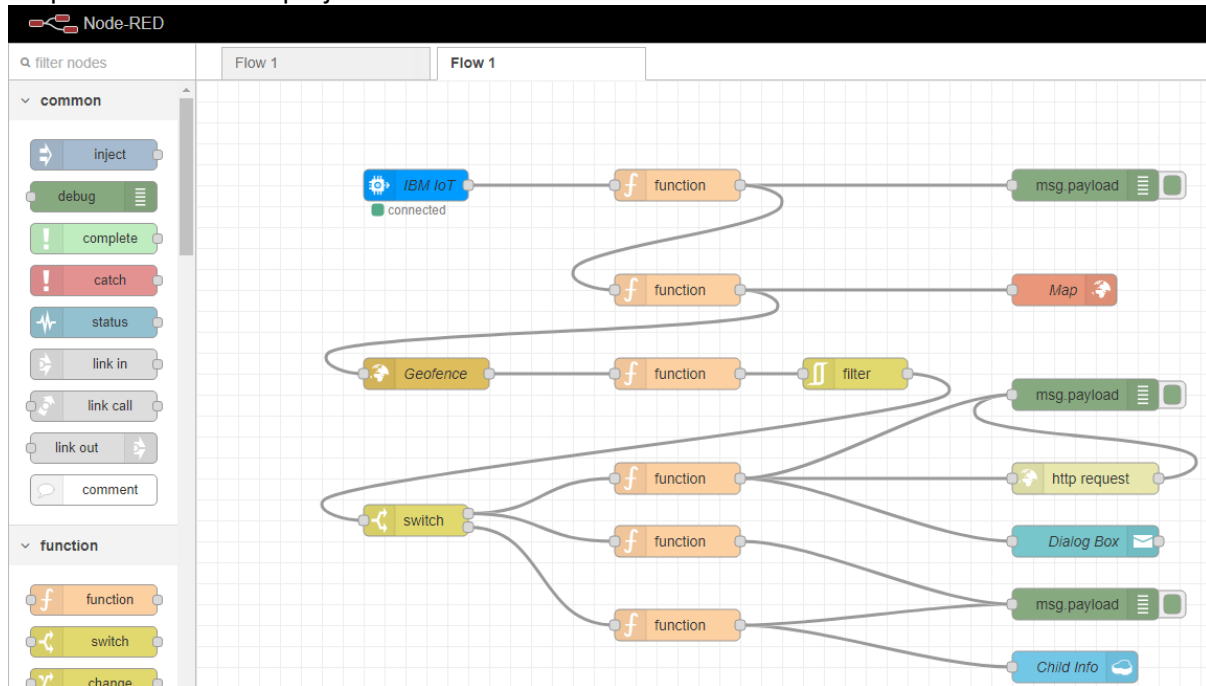 Node-RED
filter nodes
Flow 1
Flow 1
common
inject
debug
complete
catch
status
link in
link call
link out
comment
function
function
switch
change
IBM IoT
function
msg.payload
connected
function
Map
Geofence
function
filter
msg.payload
function
http request
switch
function
Dialog Box
function
msg.payload
Child Info